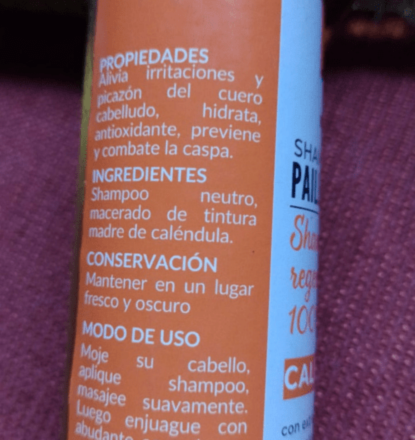 PROPIEDADES
Alivia irritaciones y
picazón del cuero
cabelludo, hidrata,
antioxidante, previene
y combate la caspa.
INGREDIENTES
Shampoo neutro,
macerado de tintura
madre de caléndula.
CONSERVACIÓN
Mantener en un lugar
fresco y oscuro
MODO DE USO
Moje su cabello,
aplique shampoo,
masajee suavamente.
Luego enjuague con